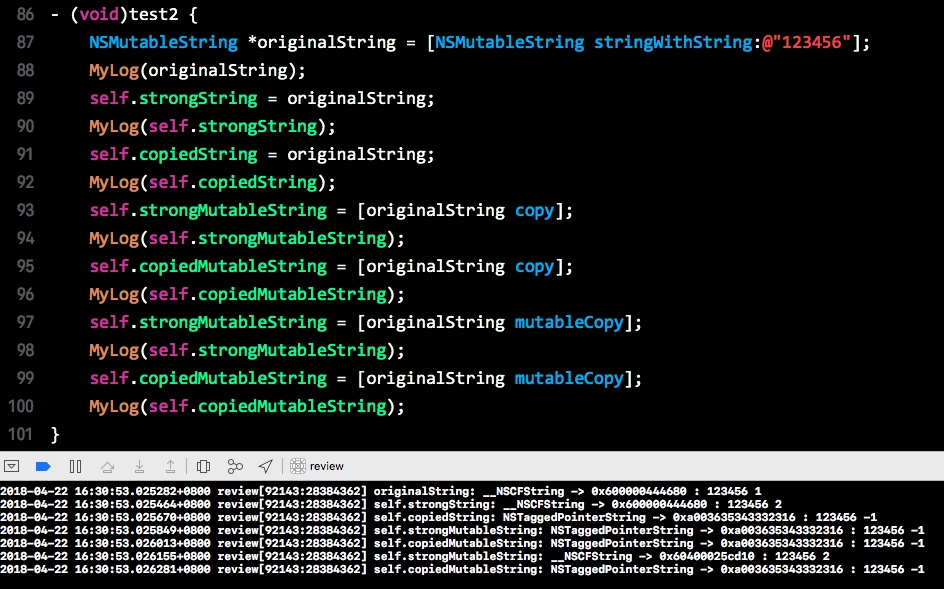 86 - (void)test2 {
87 NSMutableString *originalString = [NSMutableString stringWithString:@"123456"];
88 MyLog(originalString);
89 self.strongString = originalString;
90 MyLog(self.strongString);
91 self.copiedString = originalString;
92 MyLog(self.copiedString);
93 self.strongMutableString = [originalString copy];
94 MyLog(self.strongMutableString);
95 self.copiedMutableString = [originalString copy];
96 MyLog(self.copiedMutableString);
97 self.strongMutableString = [originalString mutableCopy];
98 MyLog(self.strongMutableString);
99 self.copiedMutableString = [originalString mutableCopy];
100 MyLog(self.copiedMutableString);
101 }
review
2018-04-22 16:30:53.025282+0800 review[92143:28384362] originalString: __NSCFString -> 0x600000444680 : 123456 1
2018-04-22 16:30:53.025464+0800 review[92143:28384362] self.strongString: __NSCFString -> 0x600000444680 : 123456 2
2018-04-22 16:30:53.025670+0800 review[92143:28384362] self.copiedString: NSTaggedPointerString -> 0xa003635343332316 : 123456 -1
2018-04-22 16:30:53.025849+0800 review[92143:28384362] self.strongMutableString: NSTaggedPointerString -> 0xa003635343332316 : 123456 -1
2018-04-22 16:30:53.026013+0800 review[92143:28384362] self.copiedMutableString: NSTaggedPointerString -> 0xa003635343332316 : 123456 -1
2018-04-22 16:30:53.026155+0800 review[92143:28384362] self.strongMutableString: __NSCFString -> 0x60400025cd10 : 123456 2
2018-04-22 16:30:53.026281+0800 review[92143:28384362] self.copiedMutableString: NSTaggedPointerString -> 0xa003635343332316 : 123456 -1